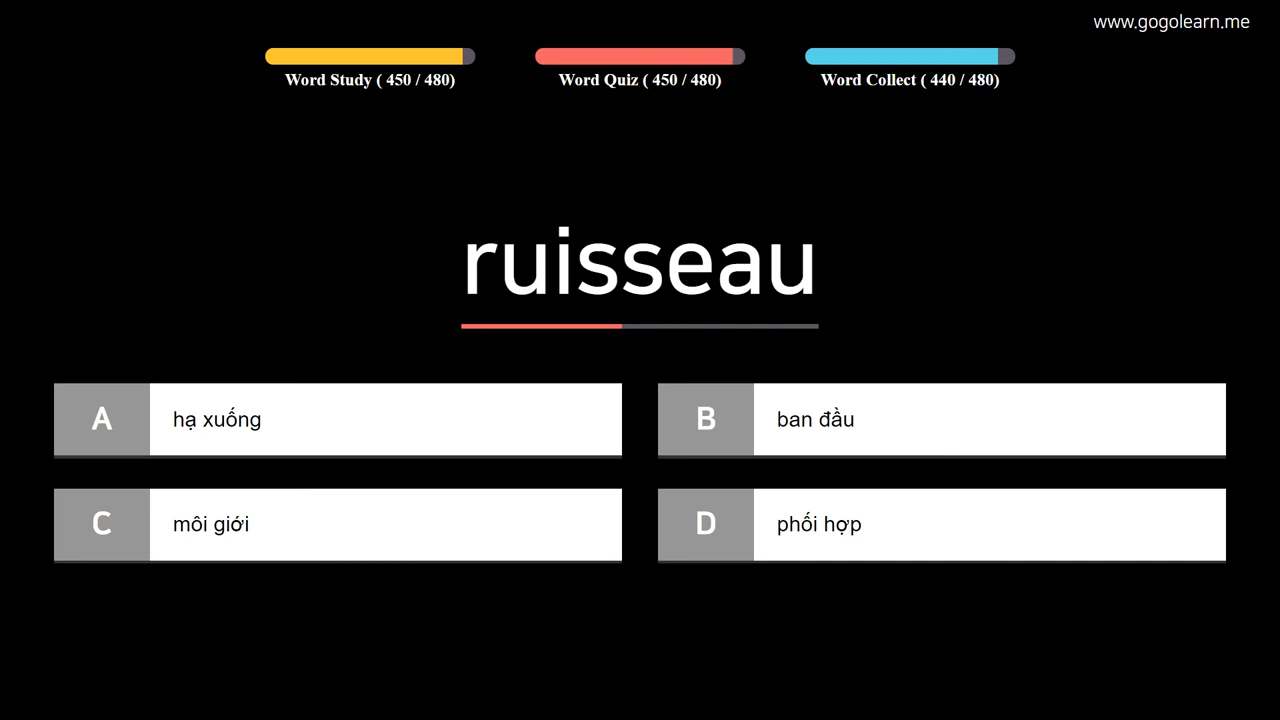 www.gogolearn.me
Word Study ( 450 / 480)
Word Quiz ( 450 / 480)
Word Collect ( 440 / 480)
ruisseau
A
hạ xuống
B
ban đầu
C
môi giới
D
phối hợp